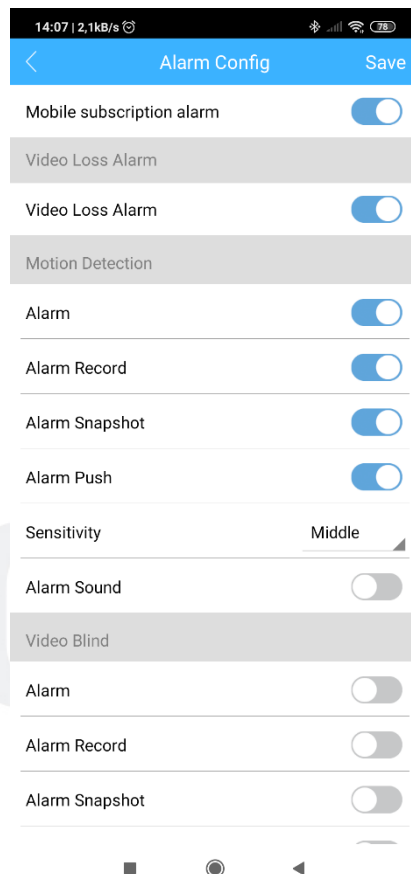 14:07 | 2,1kB/s
78
Alarm Config
Save
Mobile subscription alarm
Video Loss Alarm
Video Loss Alarm
Motion Detection
Alarm
Alarm Record
Alarm Snapshot
Alarm Push
Sensitivity
Middle
Alarm Sound
Video Blind
Alarm
Alarm Record
Alarm Snapshot